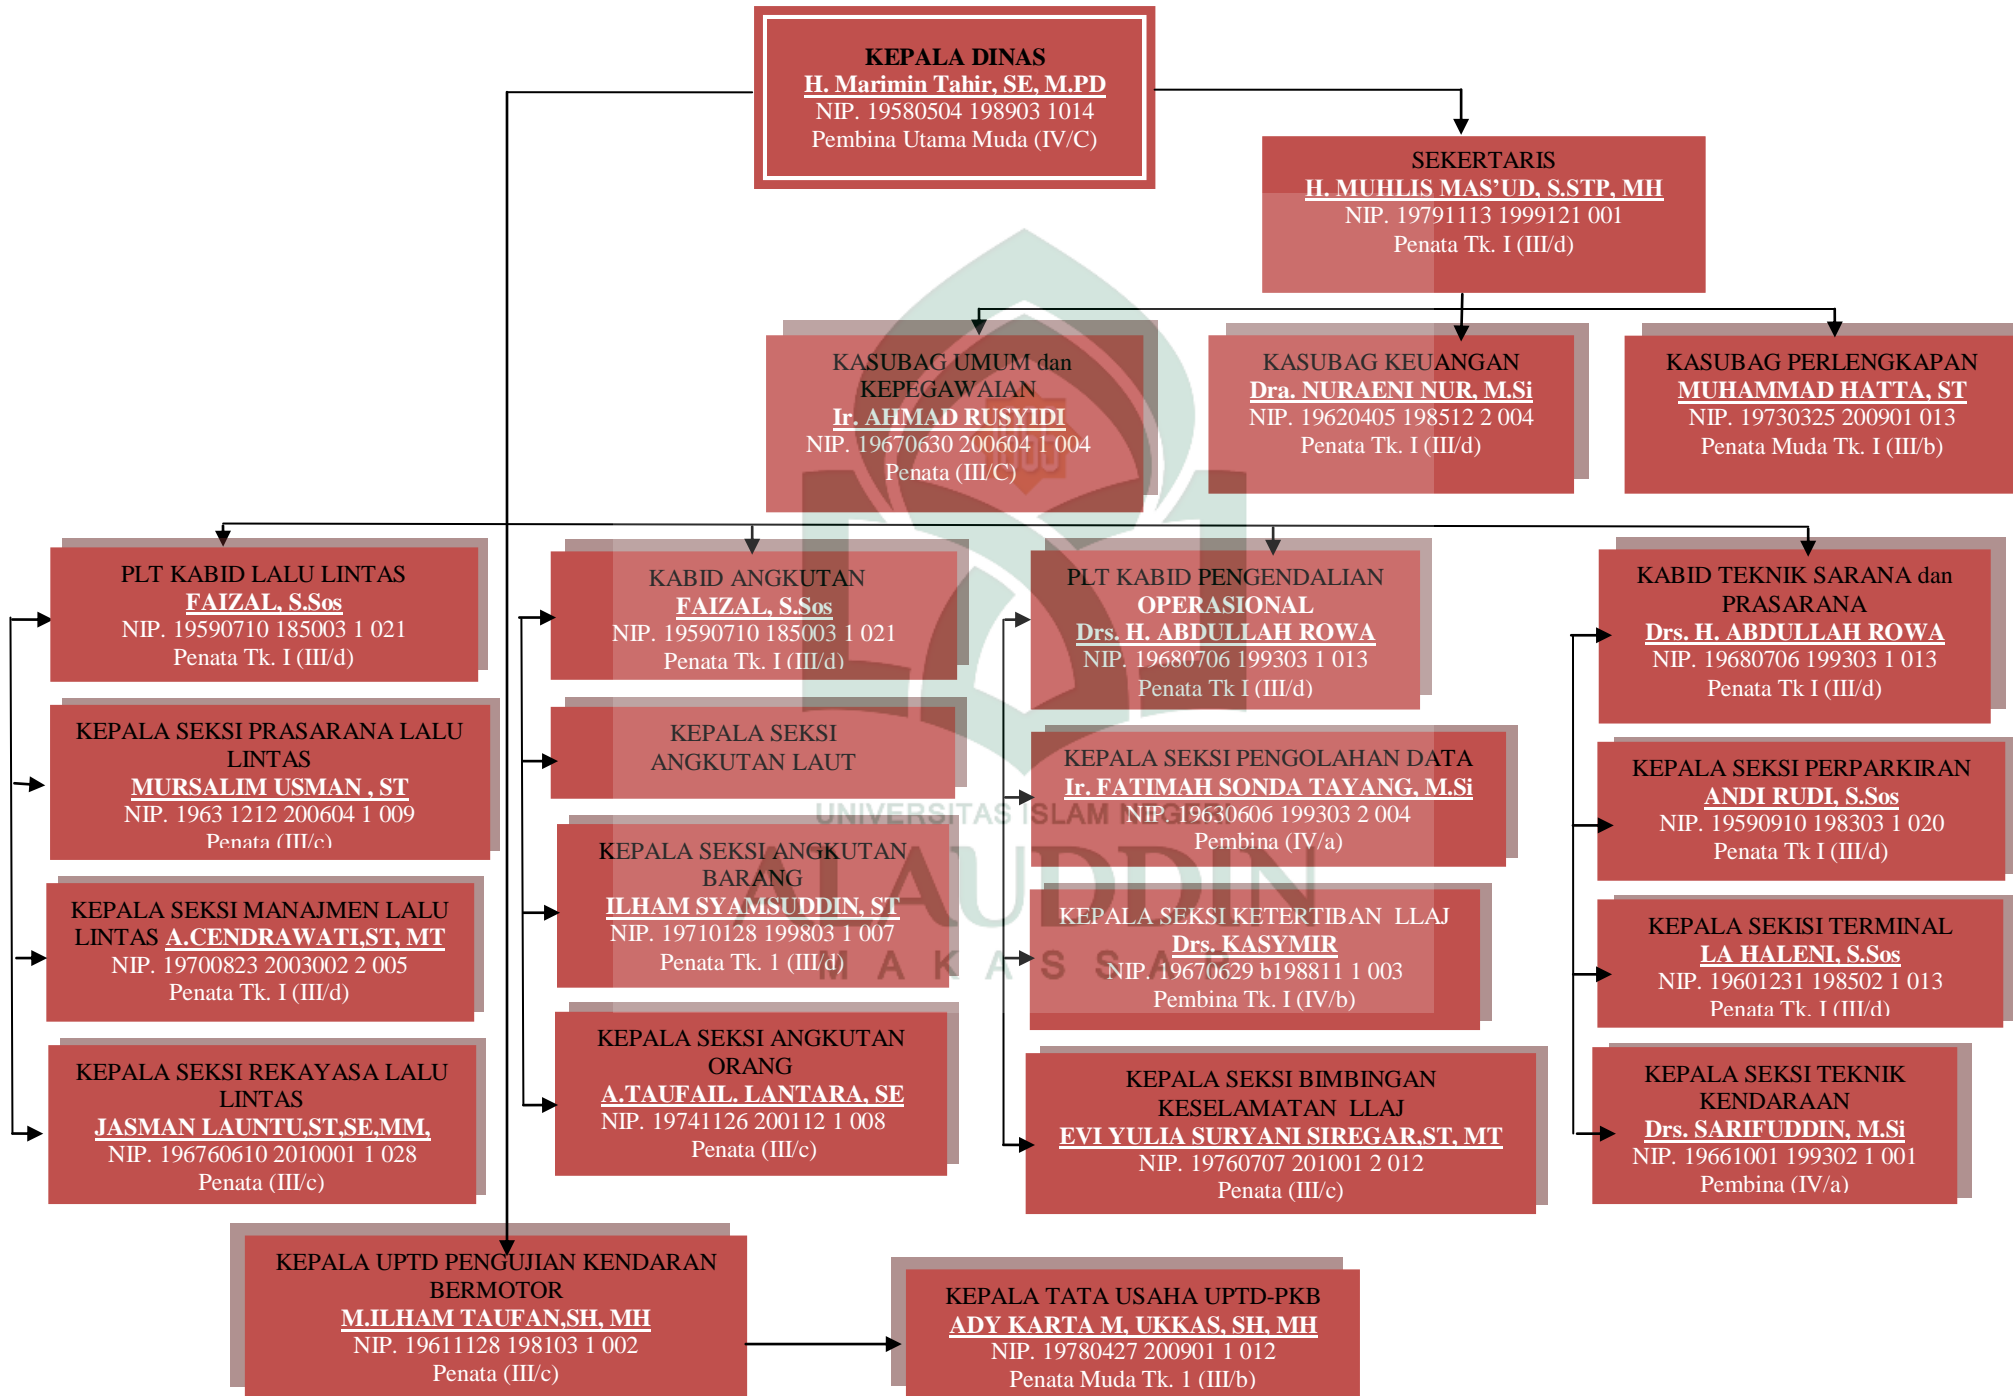 KEPALA DINAS
H. Marimin Tahir, SE, M.PD
NIP. 19580504 198903 1014
Pembina Utama Muda (IV/C)
SEKERTARIS
H. MUHLIS MAS’UD, S.STP, MH
NIP. 19791113 1999121 001
Penata Tk. I (III/d)
KASUBAG UMUM dan
KEPEGAWAIAN
Ir. AHMAD RUSYIDI
NIP. 19670630 200604 1 004
Penata (III/C)
KASUBAG KEUANGAN
Dra. NURAENI NUR, M.Si
NIP. 19620405 198512 2 004
Penata Tk. I (III/d)
KASUBAG PERLENGKAPAN
MUHAMMAD HATTA, ST
NIP. 19730325 200901 013
Penata Muda Tk. I (III/b)
PLT KABID LALU LINTAS
FAIZAL, S.Sos
NIP. 19590710 185003 1 021
Penata Tk. I (III/d)
KEPALA SEKSI PRASARANA LALU
LINTAS
MURSALIM USMAN , ST
NIP. 1963 1212 200604 1 009
Penata (III/c)
KEPALA SEKSI MANAJMEN LALU
LINTAS A.CENDRAWATI,ST, MT
NIP. 19700823 2003002 2 005
Penata Tk. I (III/d)
KEPALA SEKSI REKAYASA LALU
LINTAS
JASMAN LAUNTU,ST,SE,MM,
NIP. 196760610 2010001 1 028
Penata (III/c)
KABID ANGKUTAN
FAIZAL, S.Sos
NIP. 19590710 185003 1 021
Penata Tk. I (III/d)
KEPALA SEKSI
ANGKUTAN LAUT
KEPALA SEKSI ANGKUTAN
BARANG
ILHAM SYAMSUDDIN, ST
NIP. 19710128 199803 1 007
Penata Tk. 1 (III/d)
KEPALA SEKSI ANGKUTAN
ORANG
A.TAUFAIL. LANTARA, SE
NIP. 19741126 200112 1 008
Penata (III/c)
PLT KABID PENGENDALIAN
OPERASIONAL
Drs. H. ABDULLAH ROWA
NIP. 19680706 199303 1 013
Penata Tk I (III/d)
KEPALA SEKSI PENGOLAHAN DATA
Ir. FATIMAH SONDA TAYANG, M.Si
NIP. 19630606 199303 2 004
Pembina (IV/a)
KEPALA SEKSI KETERTIBAN  LLAJ
Drs. KASYMIR
NIP. 19670629 b198811 1 003
Pembina Tk. I (IV/b)
KEPALA SEKSI BIMBINGAN
KESELAMATAN  LLAJ
EVI YULIA SURYANI SIREGAR,ST, MT
NIP. 19760707 201001 2 012
Penata (III/c)
KABID TEKNIK SARANA dan
PRASARANA
Drs. H. ABDULLAH ROWA
NIP. 19680706 199303 1 013
Penata Tk I (III/d)
KEPALA SEKSI PERPARKIRAN
ANDI RUDI, S.Sos
NIP. 19590910 198303 1 020
Penata Tk I (III/d)
KEPALA SEKISI TERMINAL
LA HALENI, S.Sos
NIP. 19601231 198502 1 013
Penata Tk. I (III/d)
KEPALA SEKSI TEKNIK
KENDARAAN
Drs. SARIFUDDIN, M.Si
NIP. 19661001 199302 1 001
Pembina (IV/a)
KEPALA UPTD PENGUJIAN KENDARAN
BERMOTOR
M.ILHAM TAUFAN,SH, MH
NIP. 19611128 198103 1 002
Penata (III/c)
KEPALA TATA USAHA UPTD-PKB
ADY KARTA M, UKKAS, SH, MH
NIP. 19780427 200901 1 012
Penata Muda Tk. 1 (III/b)
UNIVERSITAS ISLAM NEGERI
ALAUDDIN
MAKASSAR